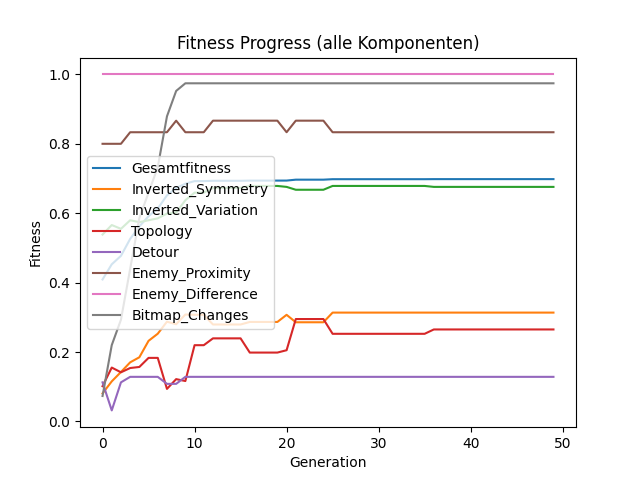 Fitness Progress (alle Komponenten)
1.0
0.8
0.6
0.4
0.2
0.0
Fitness
Gesamtfitness
Inverted_Symmetry
Inverted_Variation
Topology
Detour
Enemy_Proximity
Enemy_Difference
Bitmap_Changes
0 10 20 30 40 50
Generation